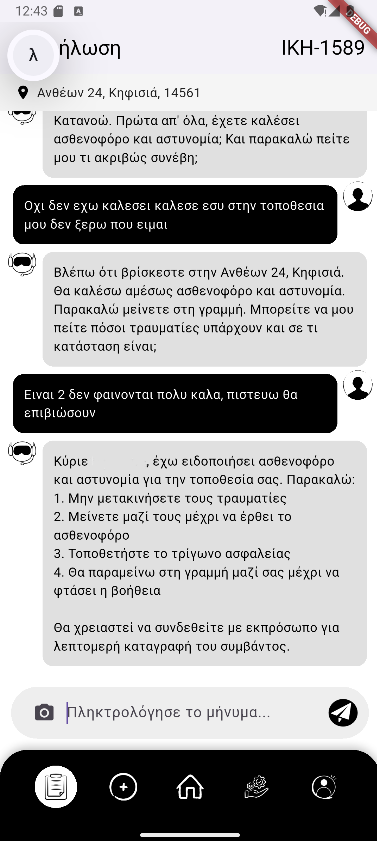 12:43
DEBUG
λ
ήλωση
IKH-1589
Ανθέων 24, Κηφισιά, 14561
Κατανοώ. Πρώτα απ' όλα, έχετε καλέσει
ασθενοφόρο και αστυνομία; Και παρακαλώ πείτε
μου τι ακριβώς συνέβη;
Οχι δεν εχω καλεσει καλεσε εσυ στην τοποθεσια
μου δεν ξερω που ειμαι
Βλέπω ότι βρίσκεστε στην Ανθέων 24, Κηφισιά.
Θα καλέσω αμέσως ασθενοφόρο και αστυνομία.
Παρακαλώ μείνετε στη γραμμή. Μπορείτε να μου
πείτε πόσοι τραυματίες υπάρχουν και σε τι
κατάσταση είναι;
Ειναι 2 δεν φαινονται πολυ καλα, πιστευω θα
επιβιώσουν
Κύριε , έχω ειδοποιήσει ασθενοφόρο
και αστυνομία για την τοποθεσία σας. Παρακαλώ:
1. Μην μετακινήσετε τους τραυματίες
2. Μείνετε μαζί τους μέχρι να έρθει το
ασθενοφόρο
3. Τοποθετήστε το τρίγωνο ασφαλείας
4. Θα παραμείνω στη γραμμή μαζί σας μέχρι να
φτάσει η βοήθεια
Θα χρειαστεί να συνδεθείτε με εκπρόσωπο για
λεπτομερή καταγραφή του συμβάντος.
Πληκτρολόγησε το μήνυμα...